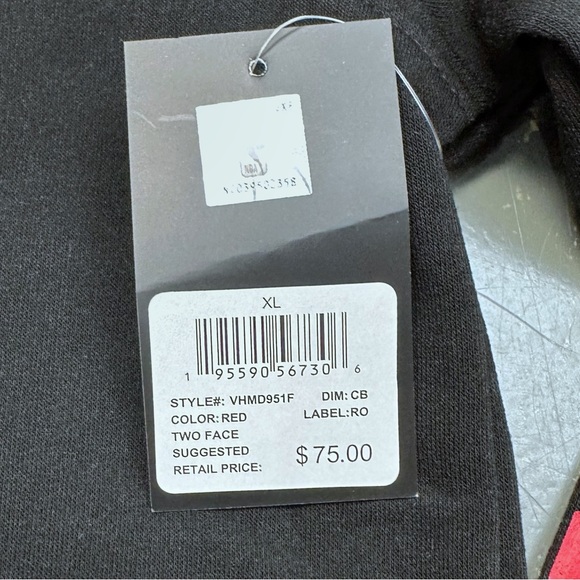 NBA
XL
1 95590 56730 6
STYLE#: VHMD951F DIM: CB
COLOR: RED LABEL: RO
TWO FACE
SUGGESTED
RETAIL PRICE: $75.00